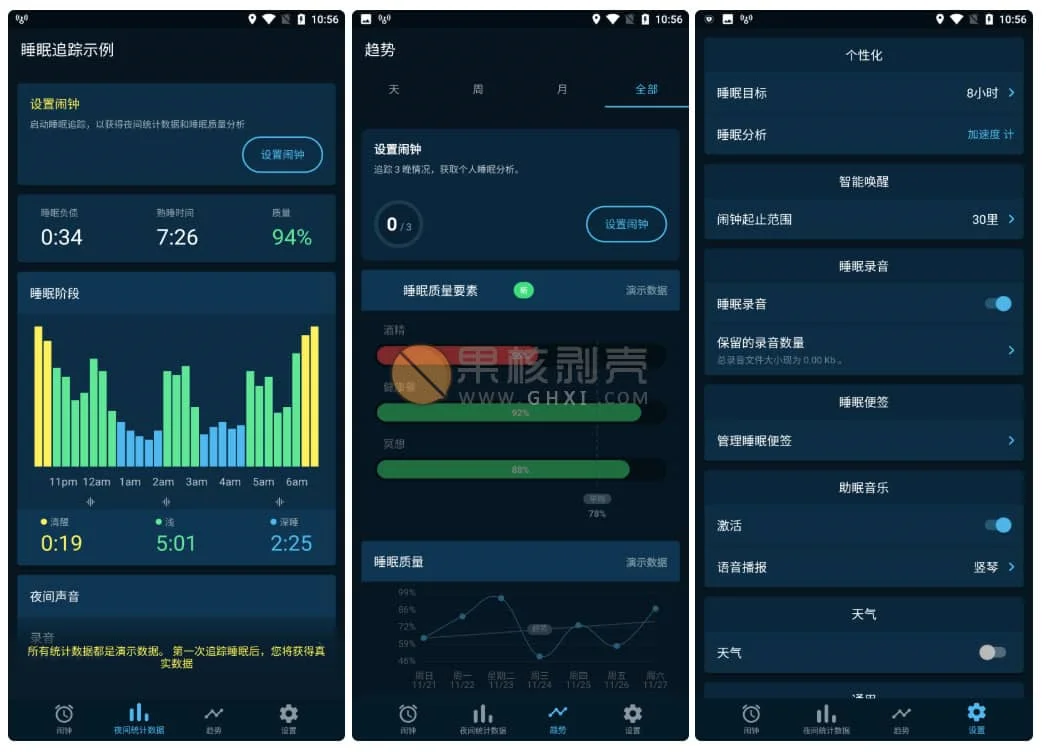 10:56
睡眠追踪示例
设置闹钟
启动睡眠追踪，以获得夜间统计数据和睡眠质量分析
设置闹钟
睡眠负债 熟睡时间 质量
0:34 7:26 94%
睡眠阶段
11pm 12am 1am 2am 3am 4am 5am 6am
清醒 浅 深睡
0:19 5:01 2:25
夜间声音
录音
所有统计数据都是演示数据。 第一次追踪睡眠后，您将获得真
实数据
闹钟 夜间统计数据 趋势 设置
10:56
趋势
天 周 月 全部
设置闹钟
追踪 3 晚情况，获取个人睡眠分析。
0 / 3 设置闹钟
睡眠质量要素 新 演示数据
酒精
92%
冥想
88%
平均
78%
果核剥壳
WWW.GHXI.COM
睡眠质量 演示数据
99%
86%
72%
59%
46%
趋势
周日 周一 星期二 周三 周四 周五 周六
11/21 11/22 11/23 11/24 11/25 11/26 11/27
闹钟 夜间统计数据 趋势 设置
10:56
个性化
睡眠目标 8小时
睡眠分析 加速度 计
智能唤醒
闹钟起止范围 30里
睡眠录音
睡眠录音
保留的录音数量
总录音文件大小现为 0.00 Kb 。
睡眠便签
管理睡眠便签
助眠音乐
激活
语音播报 竖琴
天气
天气
通用
闹钟 夜间统计数据 趋势 设置